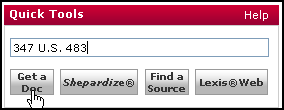 Quick Tools Help
347 U.S. 483
Get a Doc
Shepardize®
Find a Source
Lexis®Web